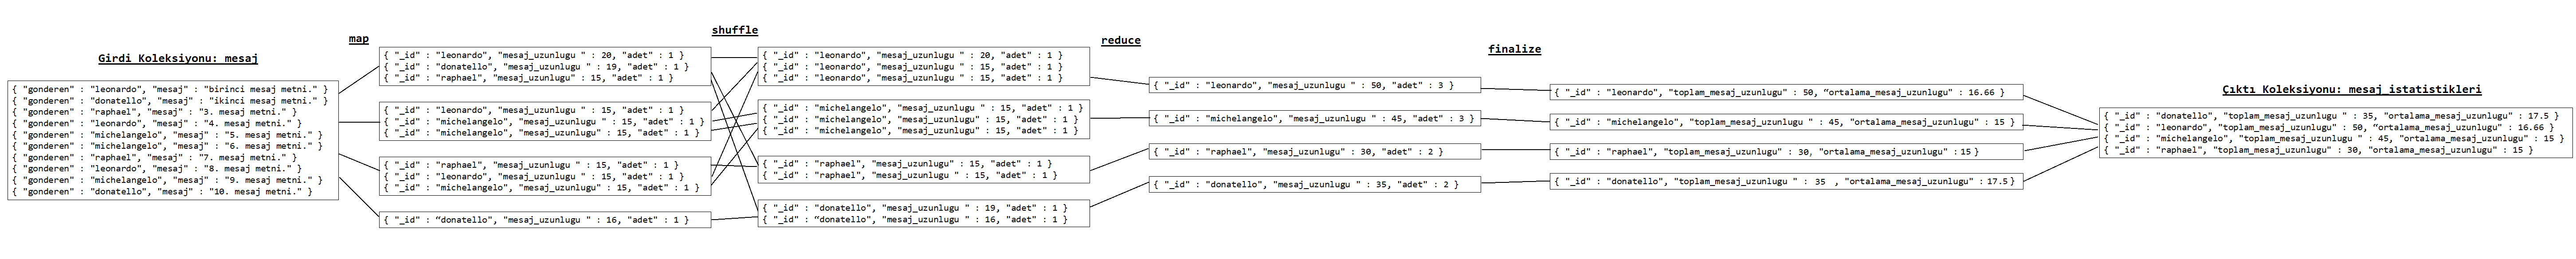 Girdi Koleksiyonu: mesaj
{ "gonderen" : "leonardo", "mesaj" : "birinci mesaj metni." }
{ "gonderen" : "donatello", "mesaj" : "ikinci mesaj metni." }
{ "gonderen" : "raphael", "mesaj" : "3. mesaj metni." }
{ "gonderen" : "leonardo", "mesaj" : "4. mesaj metni." }
{ "gonderen" : "michelangelo", "mesaj" : "5. mesaj metni." }
{ "gonderen" : "michelangelo", "mesaj" : "6. mesaj metni." }
{ "gonderen" : "raphael", "mesaj" : "7. mesaj metni." }
{ "gonderen" : "leonardo", "mesaj" : "8. mesaj metni." }
{ "gonderen" : "michelangelo", "mesaj" : "9. mesaj metni." }
{ "gonderen" : "donatello", "mesaj" : "10. mesaj metni." }
map
{ "_id" : "leonardo", "mesaj_uzunlugu " : 20, "adet" : 1 }
{ "_id" : "donatello", "mesaj_uzunlugu " : 19, "adet" : 1 }
{ "_id" : "raphael", "mesaj_uzunlugu" : 15, "adet" : 1 }
{ "_id" : "leonardo", "mesaj_uzunlugu " : 15, "adet" : 1 }
{ "_id" : "michelangelo", "mesaj_uzunlugu " : 15, "adet" : 1 }
{ "_id" : "michelangelo", "mesaj_uzunlugu" : 15, "adet" : 1 }
{ "_id" : "raphael", "mesaj_uzunlugu " : 15, "adet" : 1 }
{ "_id" : "leonardo", "mesaj_uzunlugu " : 15, "adet" : 1 }
{ "_id" : "michelangelo", "mesaj_uzunlugu" : 15, "adet" : 1 }
{ "_id" : “donatello", "mesaj_uzunlugu " : 16, "adet" : 1 }
shuffle
{ "_id" : "leonardo", "mesaj_uzunlugu " : 20, "adet" : 1 }
{ "_id" : "leonardo", "mesaj_uzunlugu " : 15, "adet" : 1 }
{ "_id" : "leonardo", "mesaj_uzunlugu " : 15, "adet" : 1 }
{ "_id" : "michelangelo", "mesaj_uzunlugu " : 15, "adet" : 1 }
{ "_id" : "michelangelo", "mesaj_uzunlugu" : 15, "adet" : 1 }
{ "_id" : "michelangelo", "mesaj_uzunlugu" : 15, "adet" : 1 }
{ "_id" : "raphael", "mesaj_uzunlugu" : 15, "adet" : 1 }
{ "_id" : "raphael", "mesaj_uzunlugu " : 15, "adet" : 1 }
{ "_id" : "donatello", "mesaj_uzunlugu " : 19, "adet" : 1 }
{ "_id" : “donatello", "mesaj_uzunlugu " : 16, "adet" : 1 }
reduce
{ "_id" : "leonardo", "mesaj_uzunlugu " : 50, "adet" : 3 }
{ "_id" : "michelangelo", "mesaj_uzunlugu " : 45, "adet" : 3 }
{ "_id" : "raphael", "mesaj_uzunlugu" : 30, "adet" : 2 }
{ "_id" : "donatello", "mesaj_uzunlugu " : 35, "adet" : 2 }
finalize
{ "_id" : "leonardo", "toplam_mesaj_uzunlugu" : 50, “ortalama_mesaj_uzunlugu" : 16.66 }
{ "_id" : "michelangelo", "toplam_mesaj_uzunlugu " : 45, "ortalama_mesaj_uzunlugu" : 15 }
{ "_id" : "raphael", "toplam_mesaj_uzunlugu" : 30, "ortalama_mesaj_uzunlugu" : 15 }
{ "_id" : "donatello", "toplam_mesaj_uzunlugu " : 35 , "ortalama_mesaj_uzunlugu" : 17.5 }
Çıktı Koleksiyonu: mesaj_istatistikleri
{ "_id" : "donatello", "toplam_mesaj_uzunlugu " : 35, "ortalama_mesaj_uzunlugu" : 17.5 }
{ "_id" : "leonardo", "toplam_mesaj_uzunlugu" : 50, “ortalama_mesaj_uzunlugu" : 16.66 }
{ "_id" : "michelangelo", "toplam_mesaj_uzunlugu " : 45, "ortalama_mesaj_uzunlugu" : 15 }
{ "_id" : "raphael", "toplam_mesaj_uzunlugu" : 30, "ortalama_mesaj_uzunlugu" : 15 }